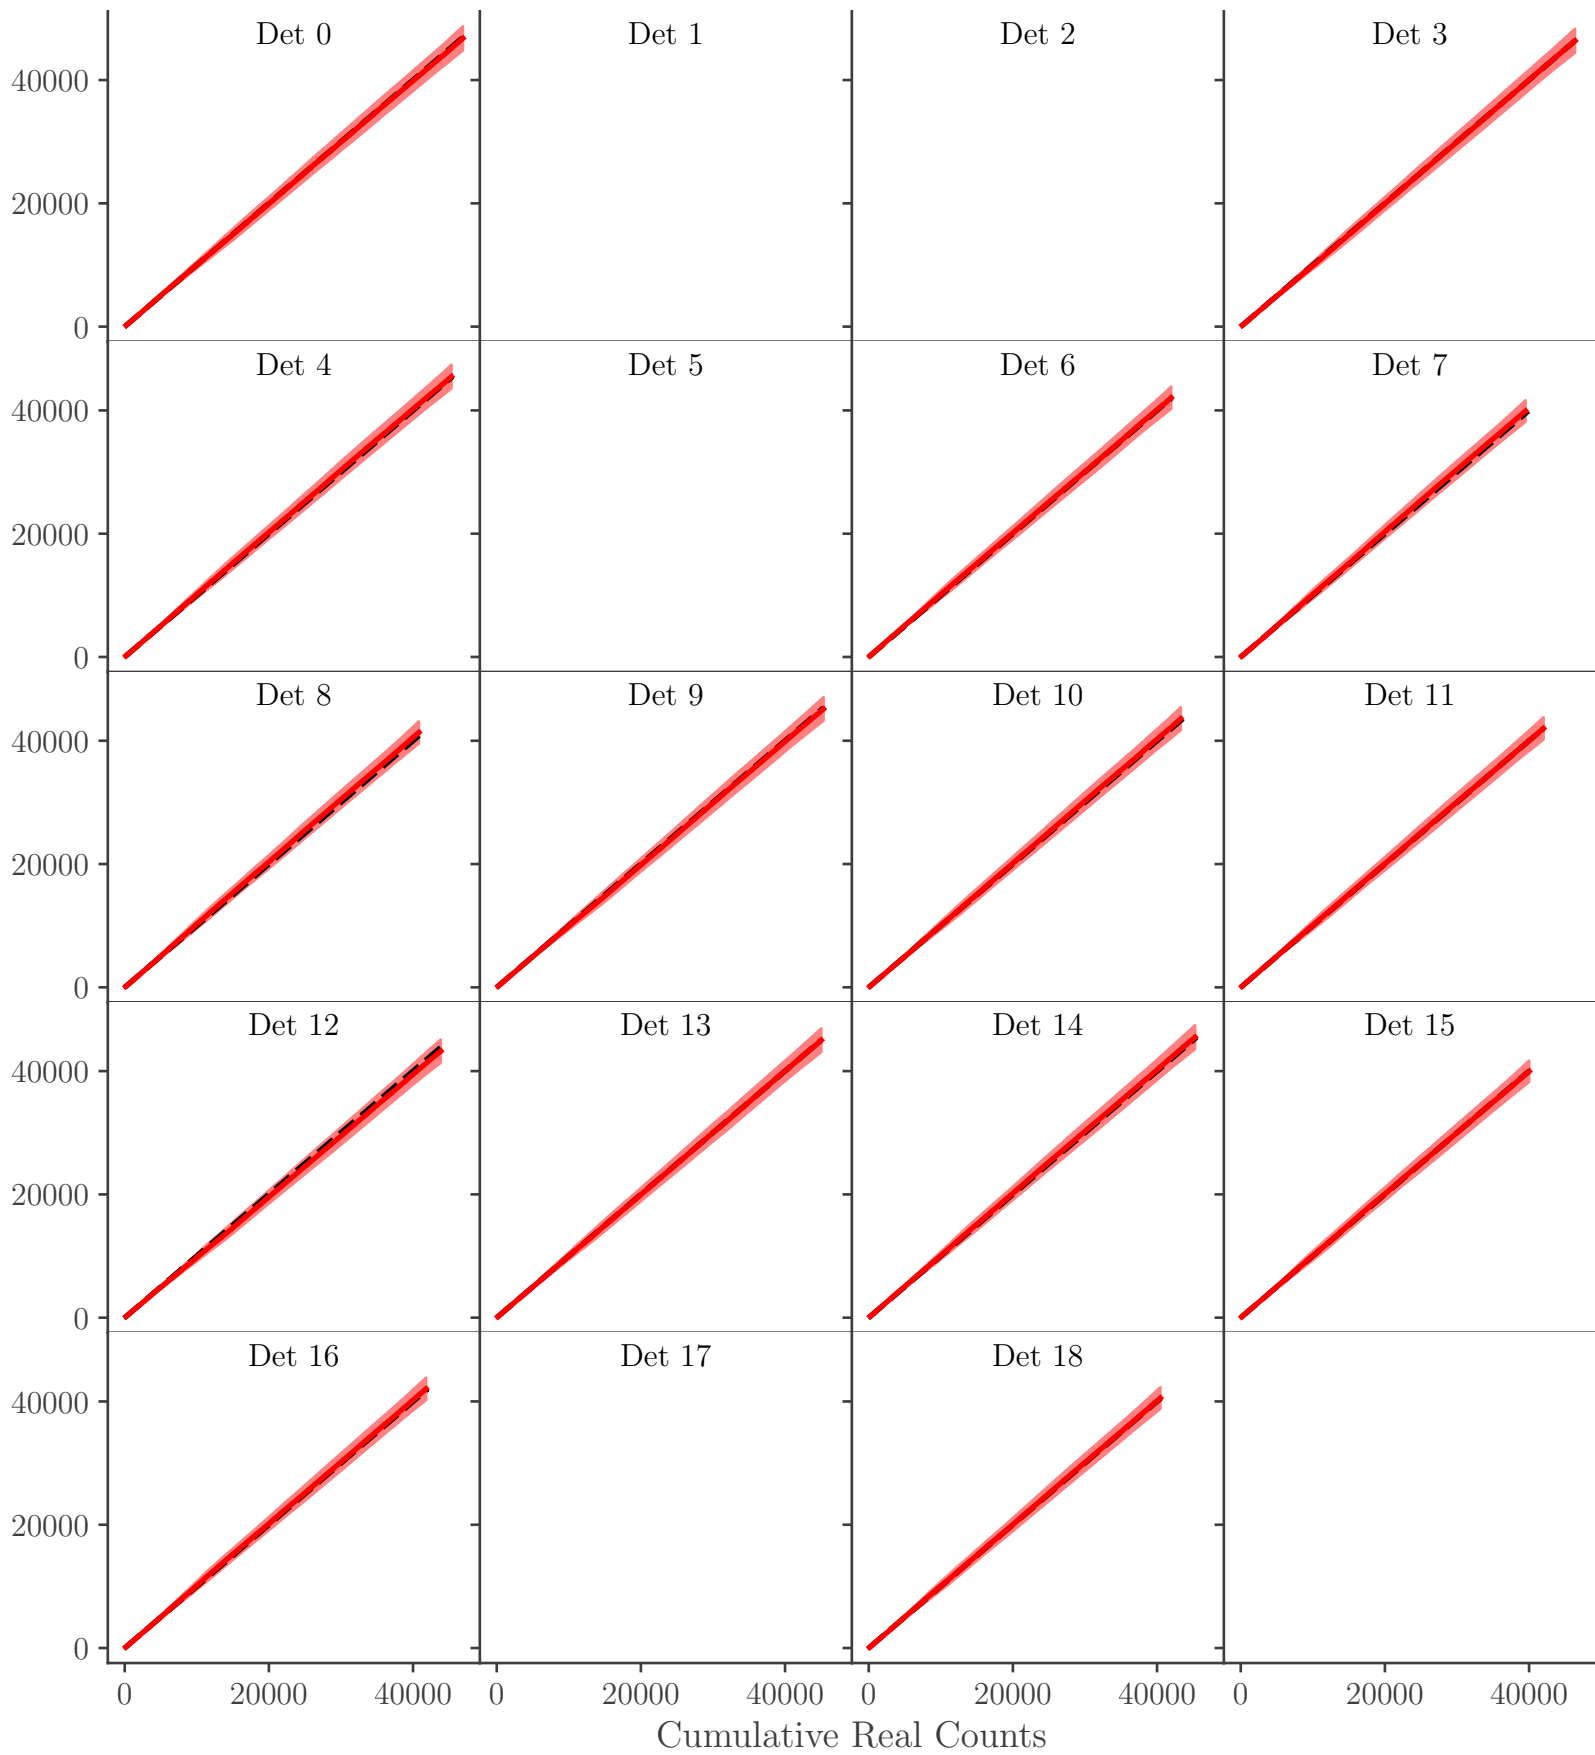 Det 0 Det 1 Det 2 Det 3
40000
20000
0
Det 4 Det 5 Det 6 Det 7
40000
20000
0
Det 8 Det 9 Det 10 Det 11
40000
20000
0
Det 12 Det 13 Det 14 Det 15
40000
20000
0
Det 16 Det 17 Det 18
40000
20000
0
0 20000 40000 0 20000 40000 0 20000 40000 0 20000 40000
Cumulative Real Counts